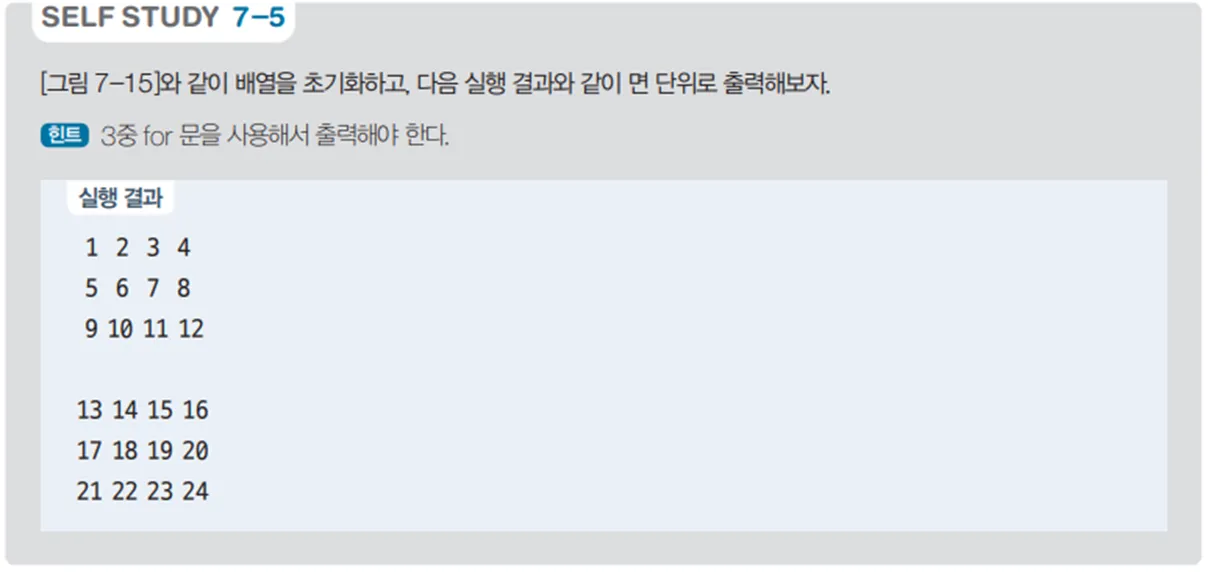 SELF STUDY 7-5
[그림 7-15]와 같이 배열을 초기화하고, 다음 실행 결과와 같이 면 단위로 출력해보자.
힌트 3중 for 문을 사용해서 출력해야 한다.
실행 결과
1 2 3 4
5 6 7 8
9 10 11 12
13 14 15 16
17 18 19 20
21 22 23 24